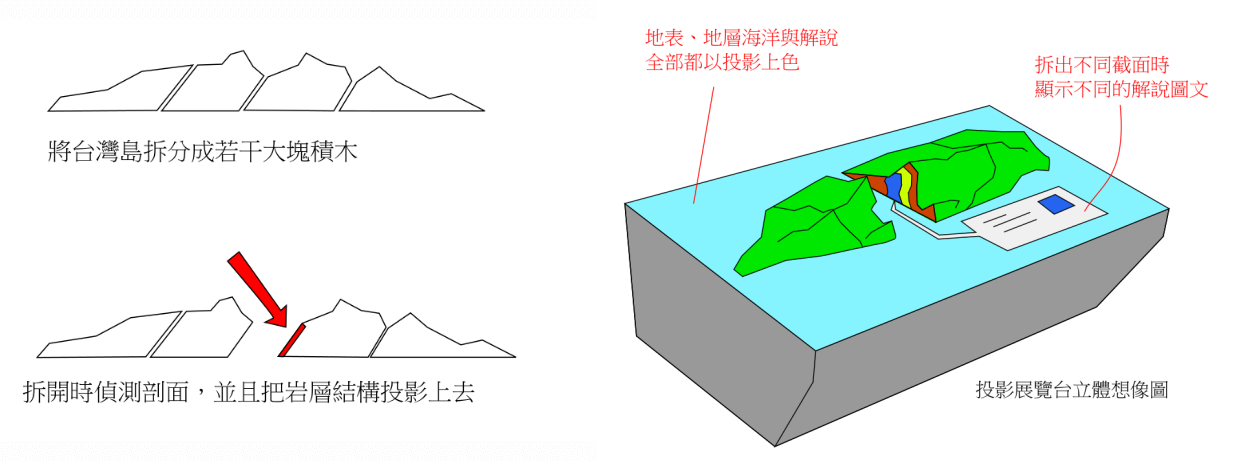 將台灣島拆分成若干大塊積木
拆開時偵測剖面，並且把岩層結構投影上去
地表、地層海洋與解說
全部都以投影上色
拆出不同截面時
顯示不同的解說圖文
投影展覽台立體想像圖